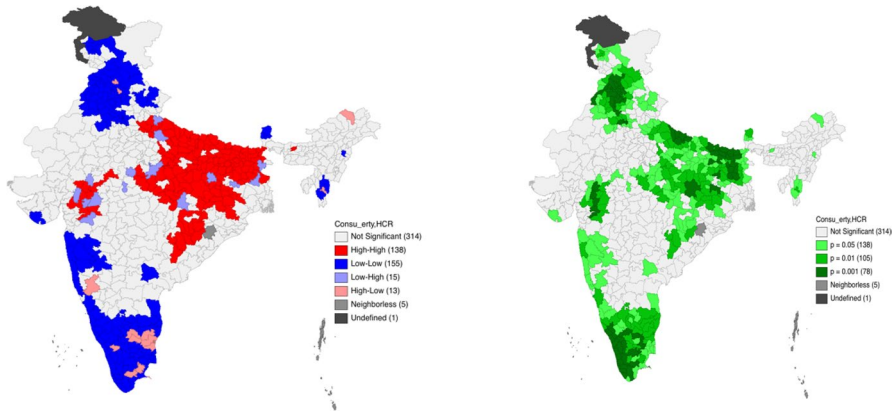 Consu_erty,HCR
Not Significant (314)
High-High (138)
Low-Low (155)
Low-High (15)
High-Low (13)
Neighborless (5)
Undefined (1)
Consu_erty,HCR
Not Significant (314)
p = 0.05 (138)
p = 0.01 (105)
p = 0.001 (78)
Neighborless (5)
Undefined (1)